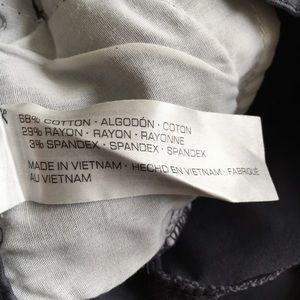 68% COTTON · ALGODÓN · COTON
29% RAYON · RAYON · RAYONNE
3% SPANDEX · SPANDEX · SPANDEX
MADE IN VIETNAM · HECHO EN VIETNAM · FABRIQUÉ
AU VIETNAM